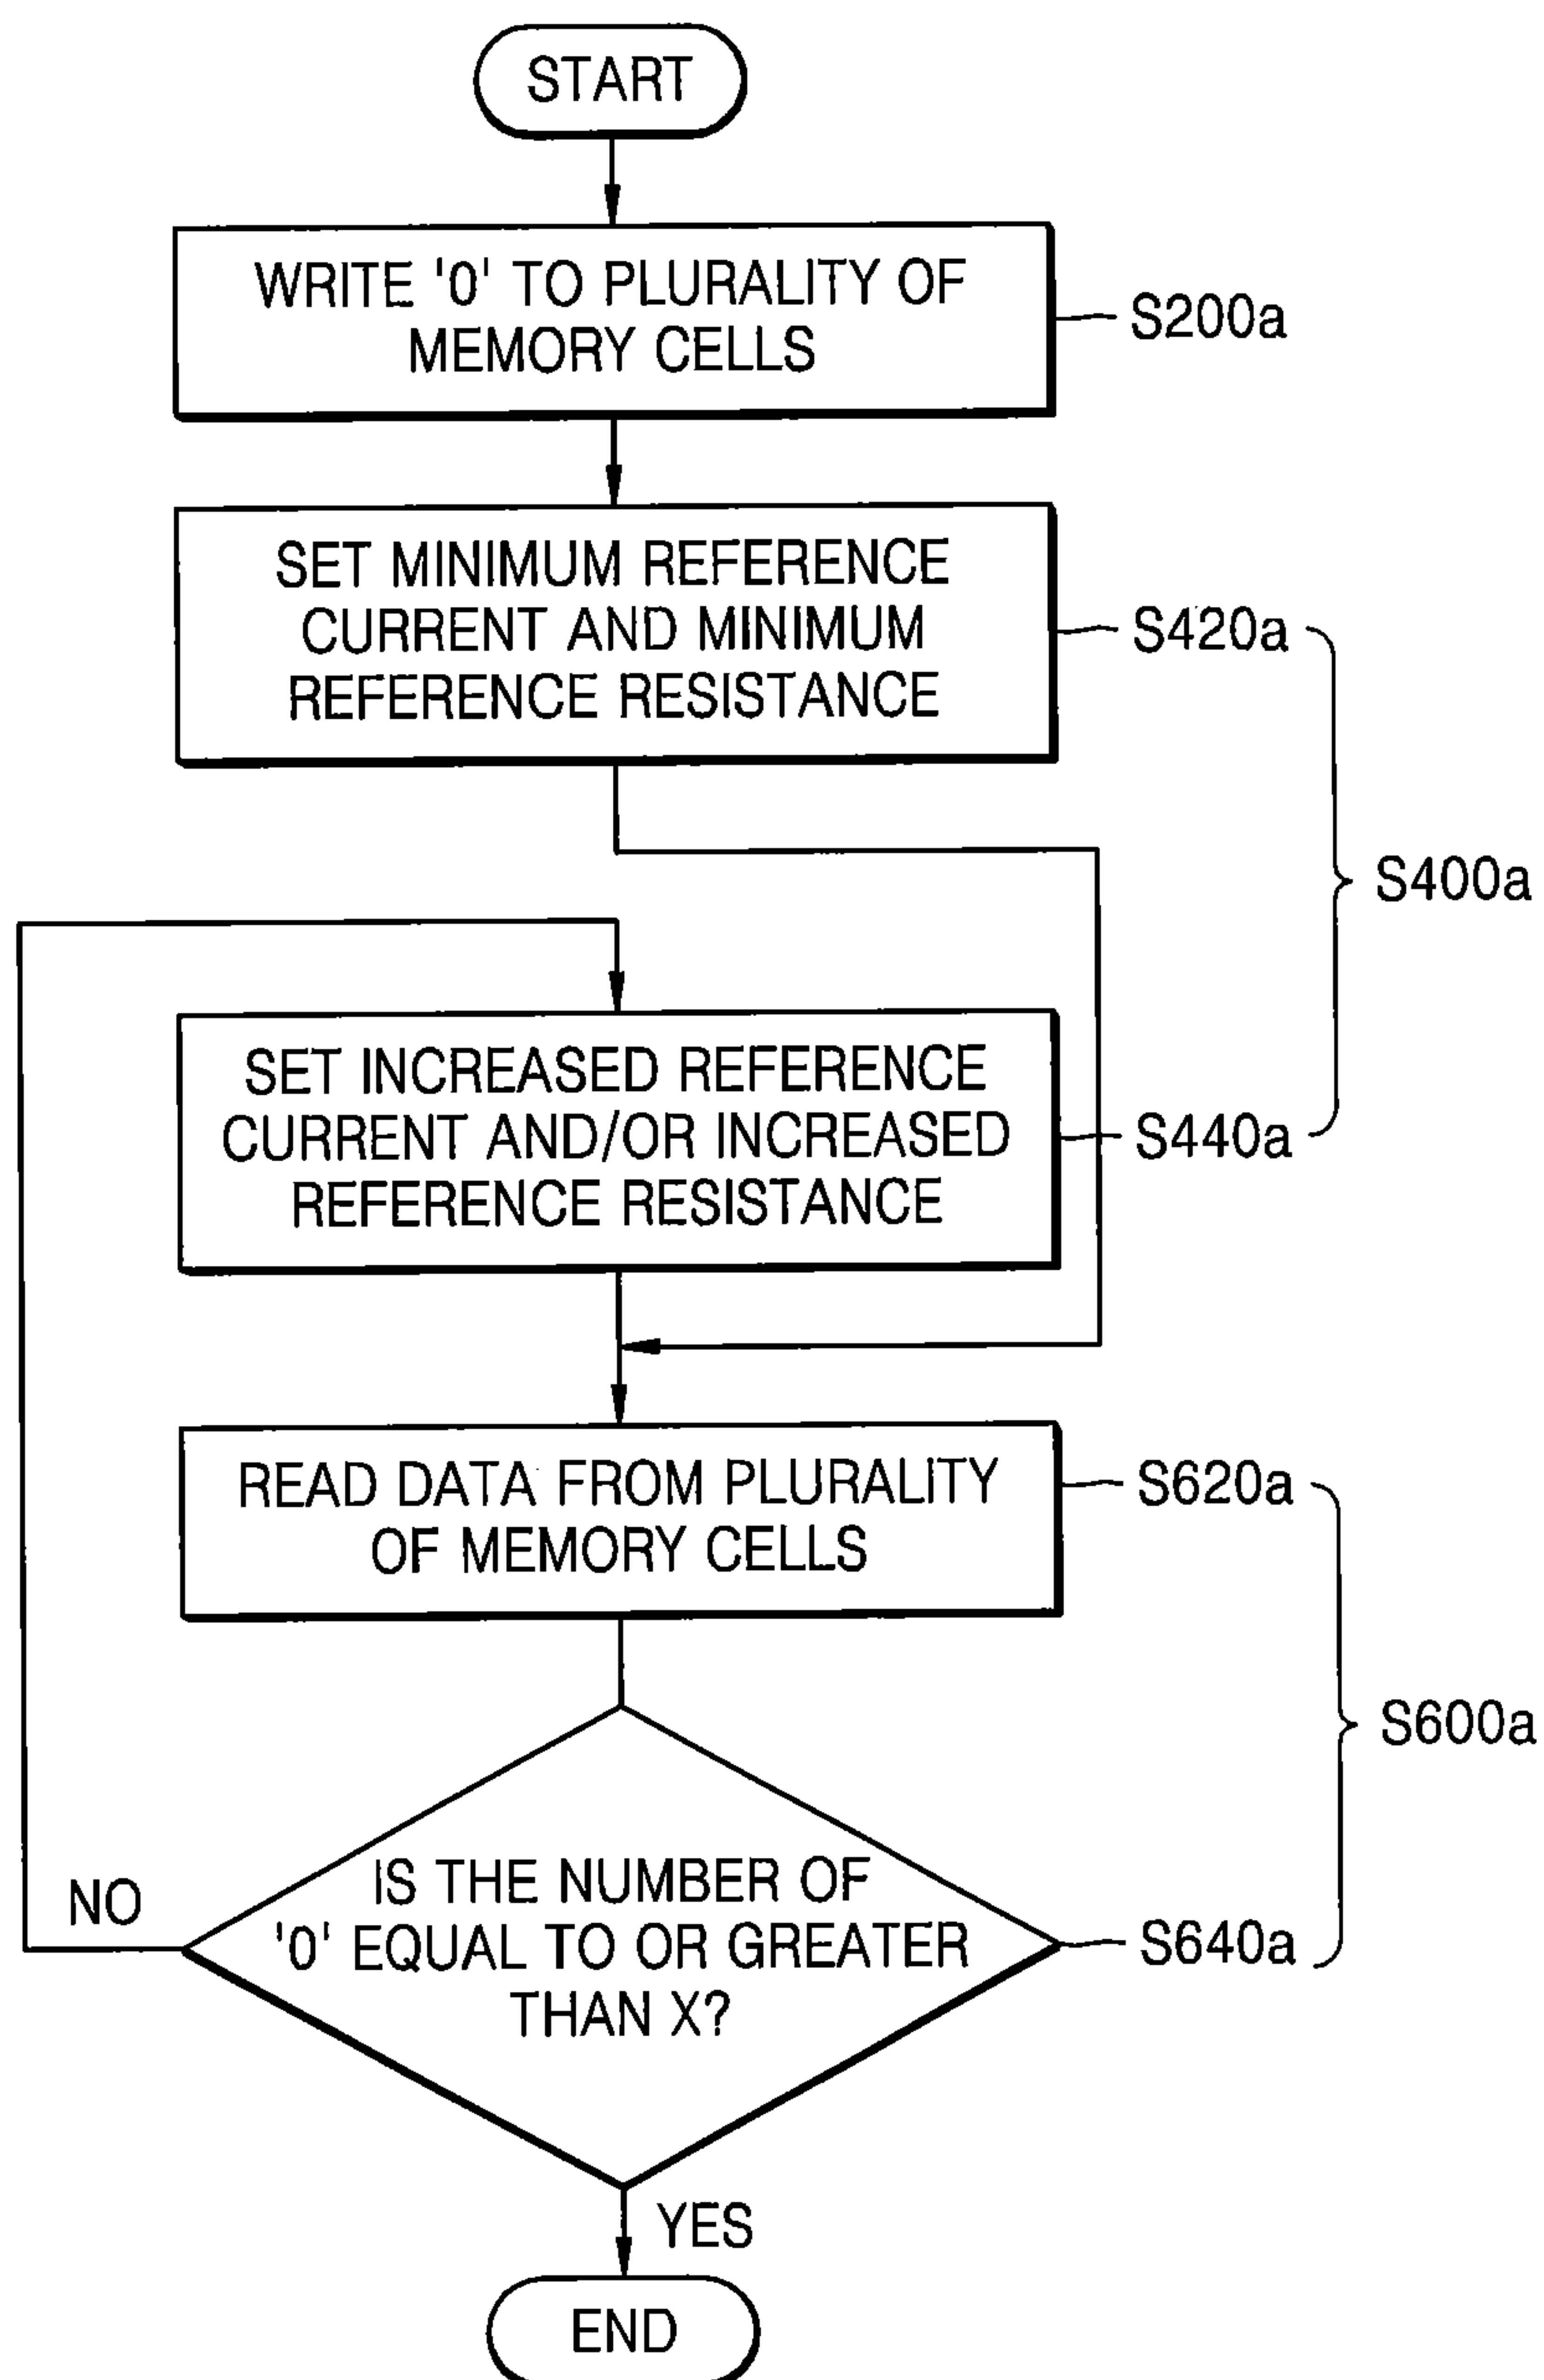 START
WRITE '0' TO PLURALITY OF
MEMORY CELLS
S200a
SET MINIMUM REFERENCE
CURRENT AND MINIMUM
REFERENCE RESISTANCE
S420a
S400a
SET INCREASED REFERENCE
CURRENT AND/OR INCREASED
REFERENCE RESISTANCE
S440a
READ DATA FROM PLURALITY
OF MEMORY CELLS
S620a
S600a
IS THE NUMBER OF
'0' EQUAL TO OR GREATER
THAN X?
S640a
NO
YES
END